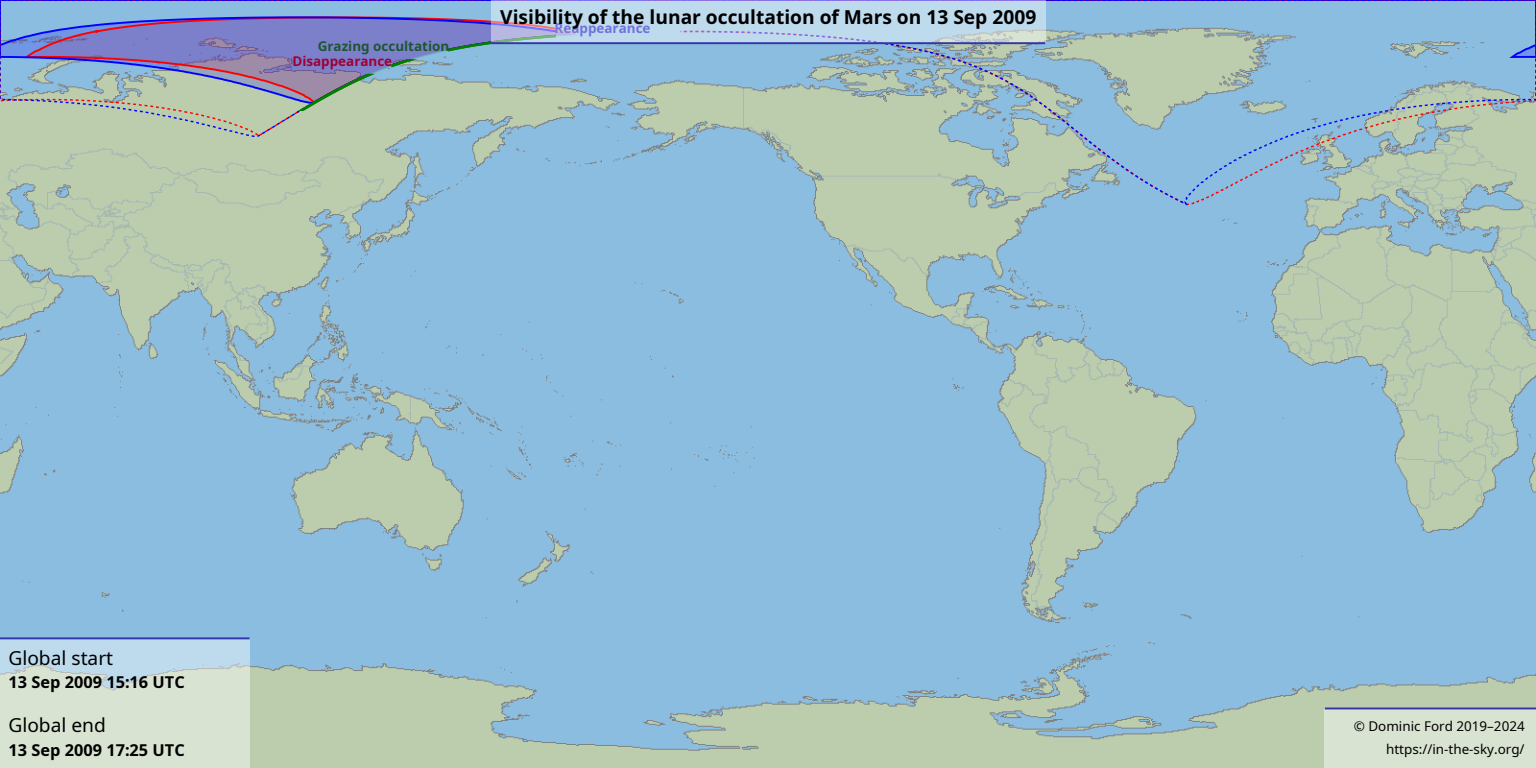 Visibility of the lunar occultation of Mars on 13 Sep 2009
Reappearance
Grazing occultation
Disappearance
Global start
13 Sep 2009 15:16 UTC
Global end
13 Sep 2009 17:25 UTC
© Dominic Ford 2019–2024
https://in-the-sky.org/